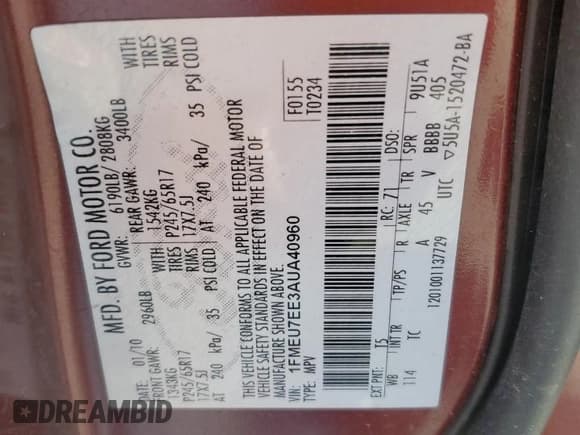 MFD. BY FORD MOTOR CO.
DATE: 01/10 GVWR: 6190LB/ 2808KG
FRONT GAWR: 2960LB REAR GAWR: 3400LB
1343KG WITH 1542KG WITH
P245/65R17 TIRES P245/65R17 TIRES
17X7.5J RIMS 17X7.5J RIMS
AT 240 kPa/ 35 PSI COLD AT 240 kPa/ 35 PSI COLD
THIS VEHICLE CONFORMS TO ALL APPLICABLE FEDERAL MOTOR
VEHICLE SAFETY STANDARDS IN EFFECT ON THE DATE OF
MANUFACTURE SHOWN ABOVE.
VIN: 1FMEU7EE3AUA40960
TYPE: MPV
F0155
T0234
EXT PNT: T5 RC: 71 DSO:
WB INT TR TP/PS R AXLE TR SPR 9U51A
114 TC A 45 V BBBB 405
1201001137729 UTC ▽5U5A-1520472-BA
DREAMBID